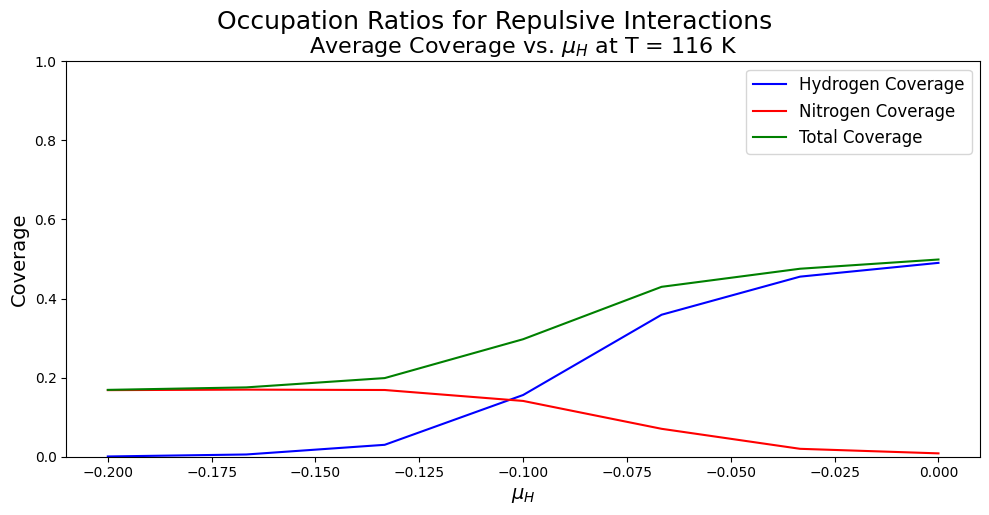 Occupation Ratios for Repulsive Interactions
Average Coverage vs. μ_H at T = 116 K
Hydrogen Coverage
Nitrogen Coverage
Total Coverage
Coverage
1.0
0.8
0.6
0.4
0.2
0.0
−0.200 −0.175 −0.150 −0.125 −0.100 −0.075 −0.050 −0.025 0.000
μ_H